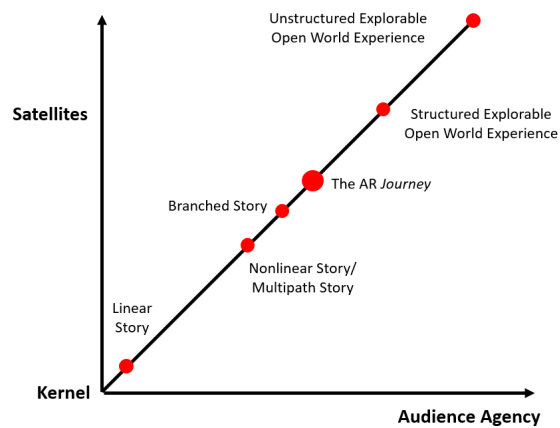 Unstructured Explorable
Open World Experience
Satellites
Structured Explorable
Open World Experience
The AR Journey
Branched Story
Nonlinear Story/
Multipath Story
Linear
Story
Kernel
Audience Agency